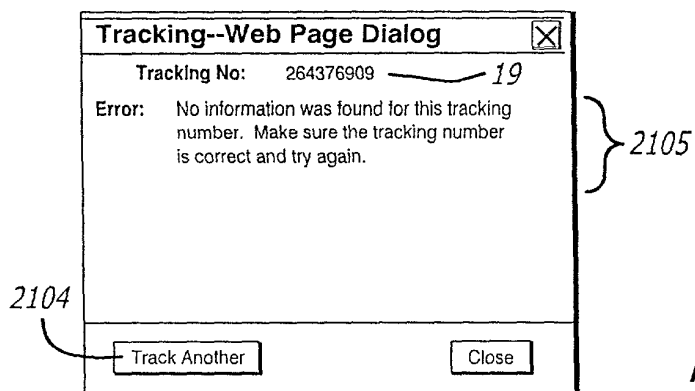 Tracking--Web Page Dialog
Tracking No: 264376909 19
Error: No information was found for this tracking
number. Make sure the tracking number
is correct and try again.
2105
2104
Track Another Close